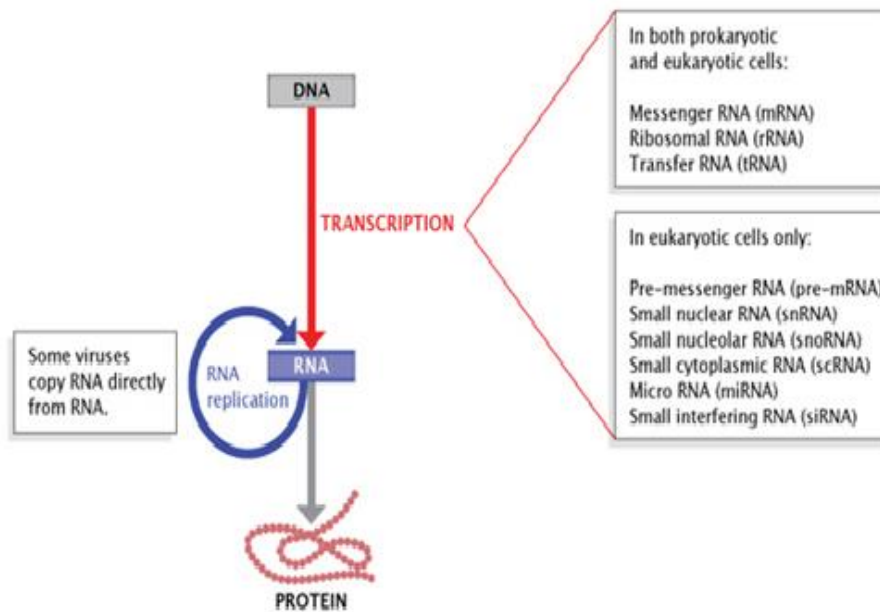 DNA
TRANSCRIPTION
In both prokaryotic
and eukaryotic cells:
Messenger RNA (mRNA)
Ribosomal RNA (rRNA)
Transfer RNA (tRNA)
In eukaryotic cells only:
Pre-messenger RNA (pre-mRNA)
Small nuclear RNA (snRNA)
Small nucleolar RNA (snoRNA)
Small cytoplasmic RNA (scRNA)
Micro RNA (miRNA)
Small interfering RNA (siRNA)
Some viruses
copy RNA directly
from RNA.
RNA
replication
RNA
PROTEIN